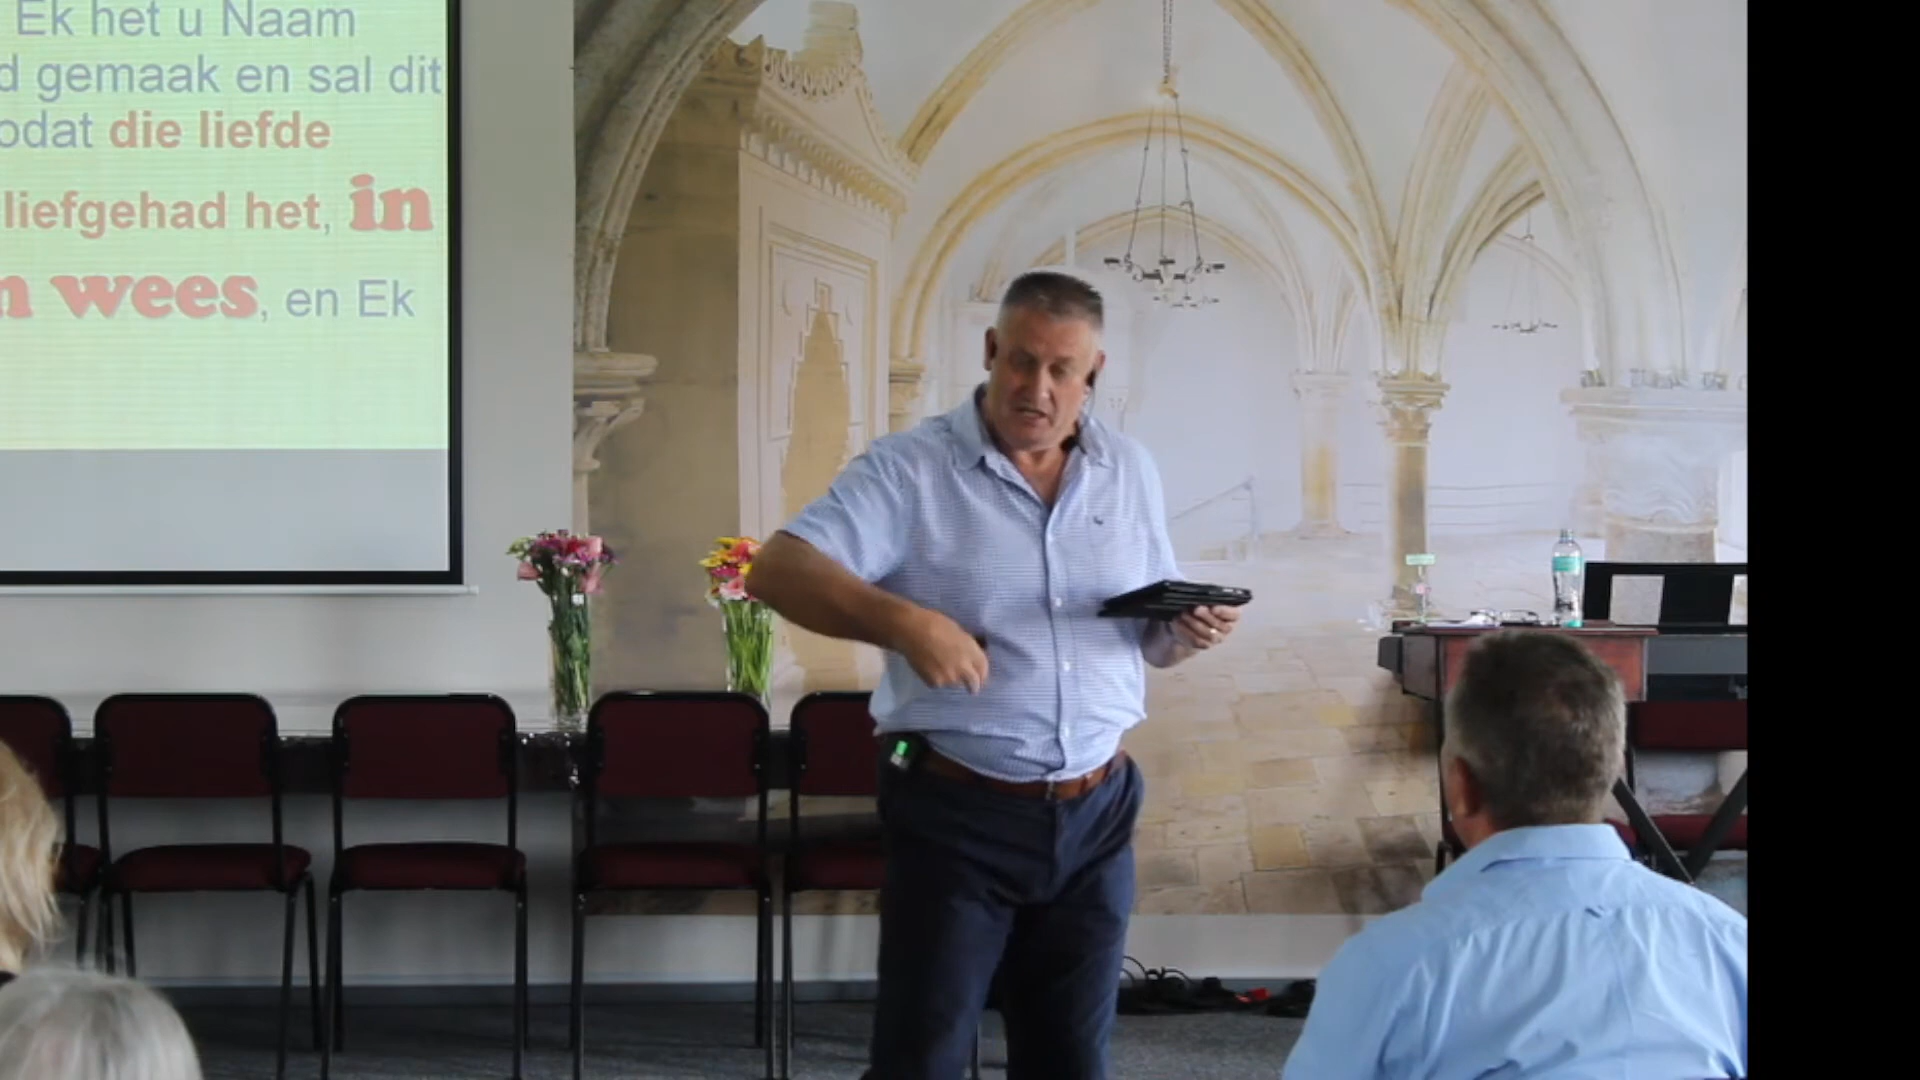 Ek het u Naam
d gemaak en sal dit
odat die liefde
liefgehad het, in
n wees, en Ek